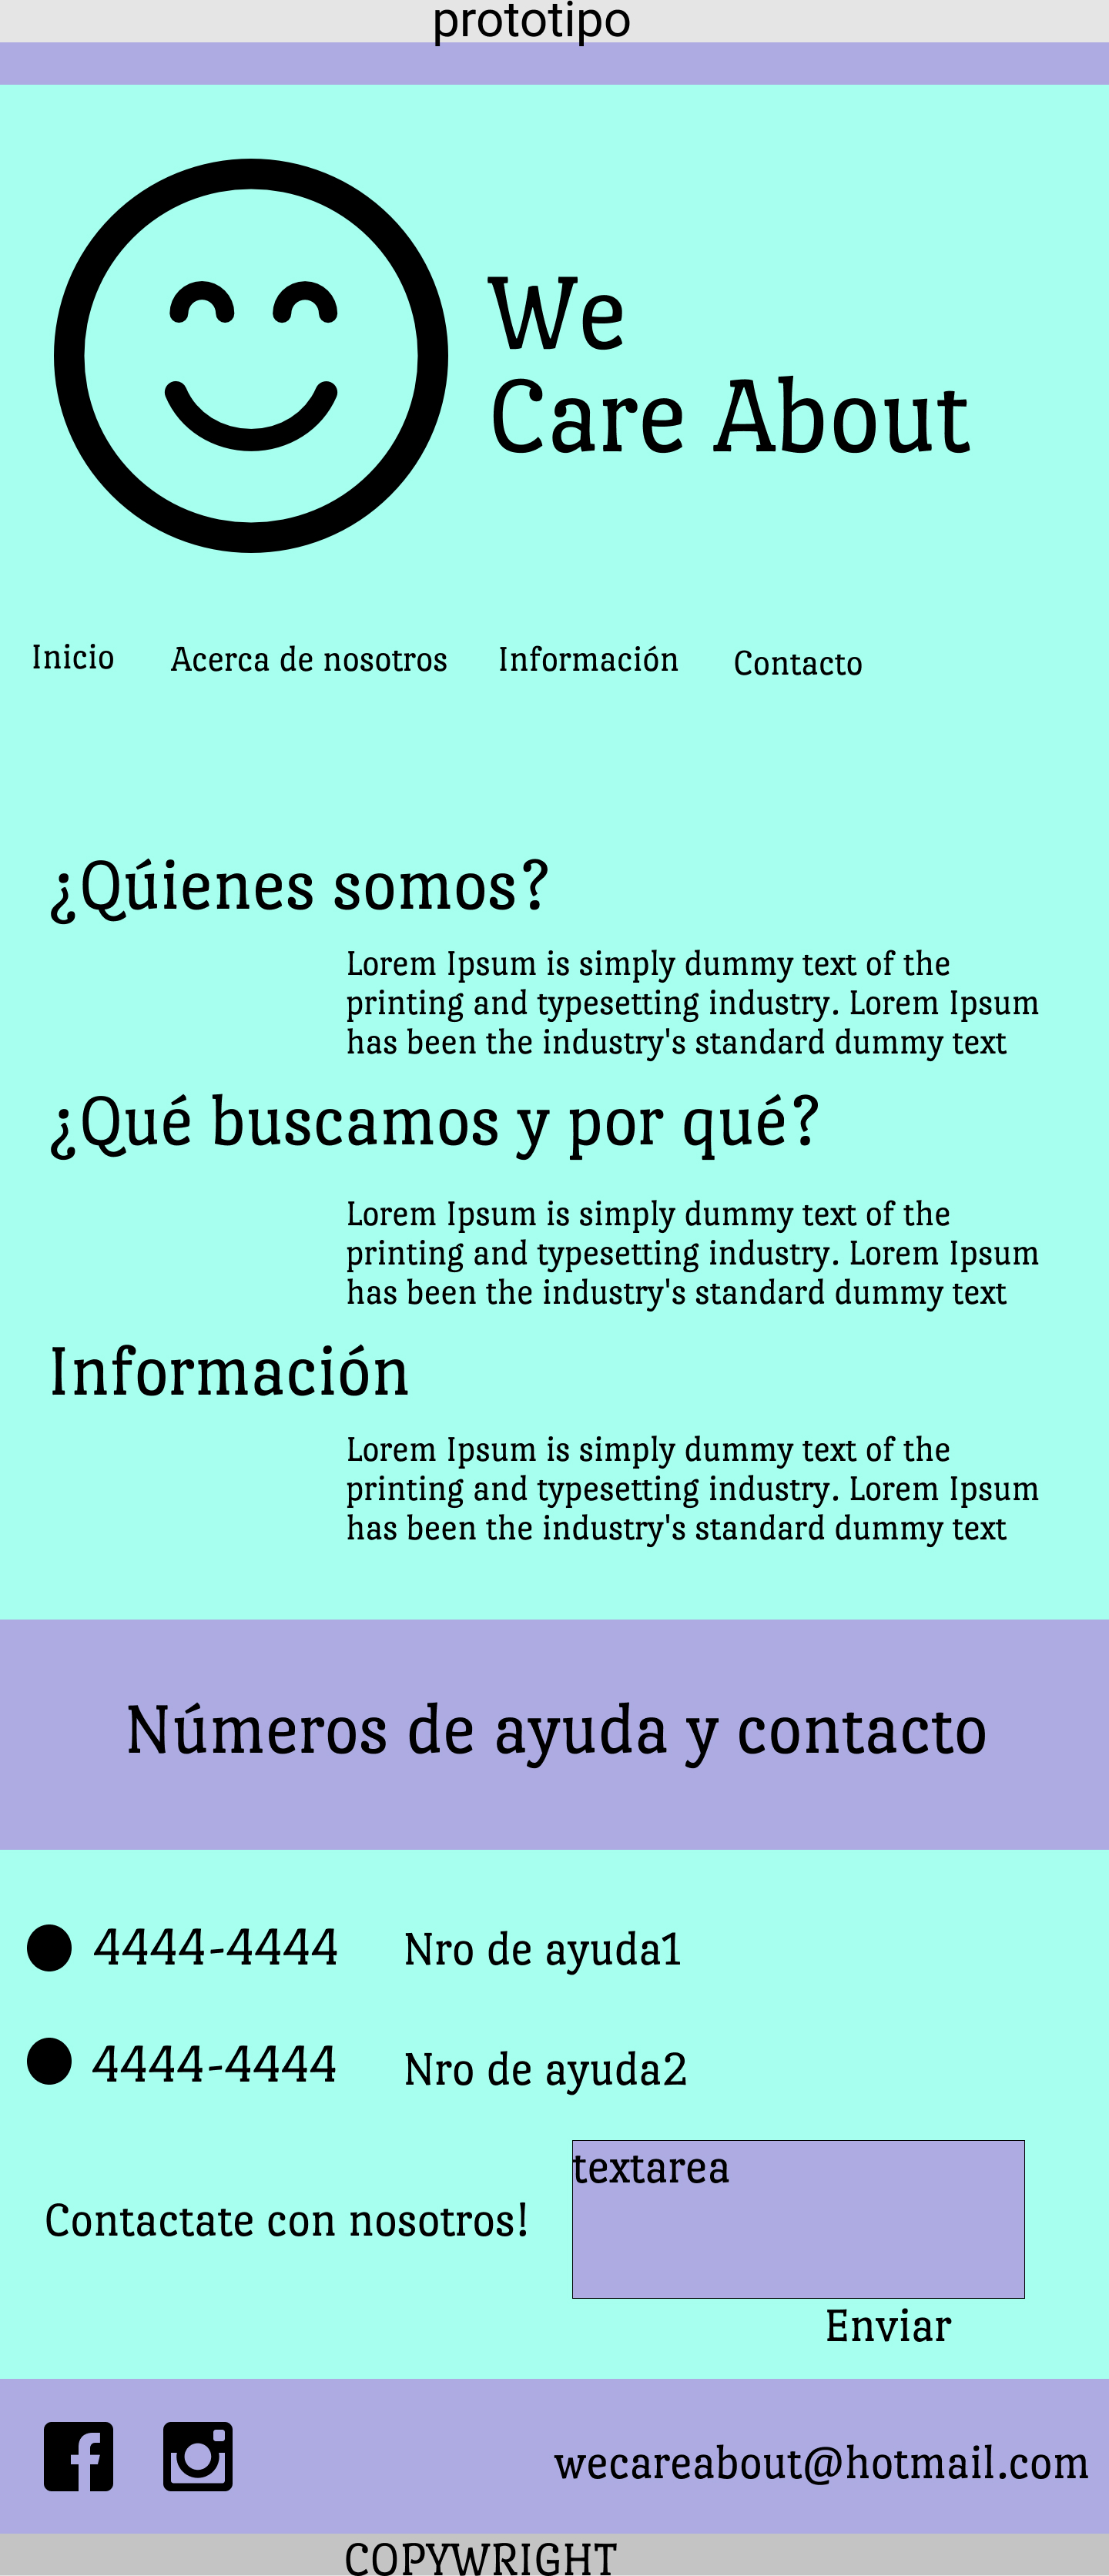 prototipo
We
Care About
Inicio Acerca de nosotros Información Contacto
¿Qúienes somos?
Lorem Ipsum is simply dummy text of the
printing and typesetting industry. Lorem Ipsum
has been the industry's standard dummy text
¿Qué buscamos y por qué?
Lorem Ipsum is simply dummy text of the
printing and typesetting industry. Lorem Ipsum
has been the industry's standard dummy text
Información
Lorem Ipsum is simply dummy text of the
printing and typesetting industry. Lorem Ipsum
has been the industry's standard dummy text
Números de ayuda y contacto
4444-4444 Nro de ayuda1
4444-4444 Nro de ayuda2
textarea
Contactate con nosotros!
Enviar
wecareabout@hotmail.com
COPYWRIGHT